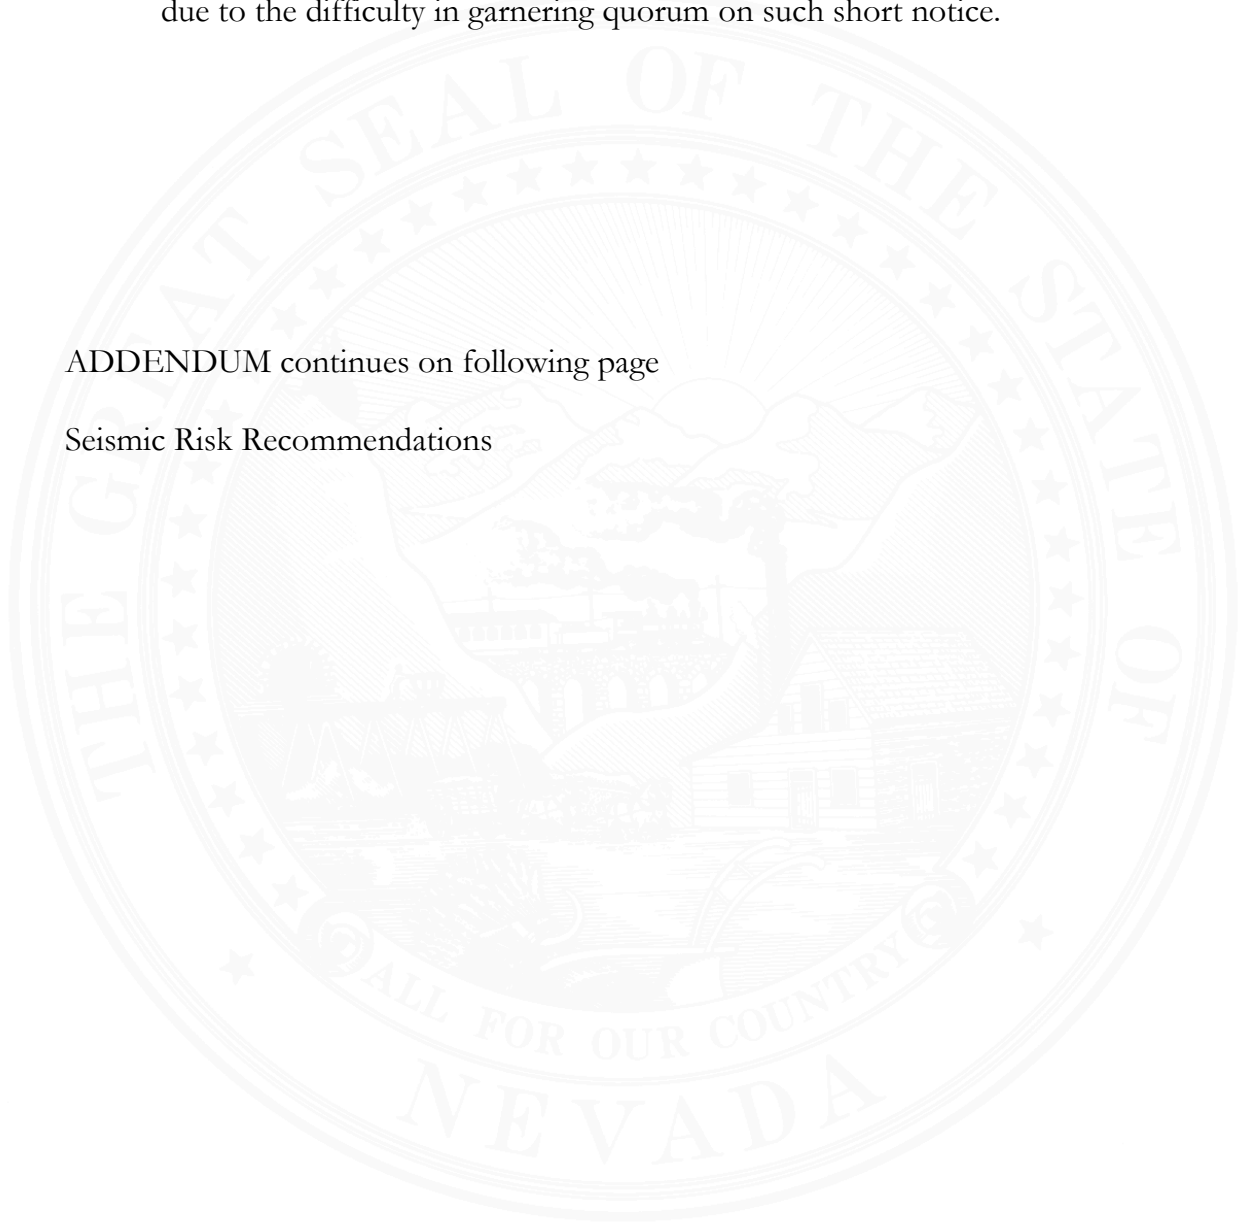 due to the difficulty in garnering quorum on such short notice.
ADDENDUM continues on following page
Seismic Risk Recommendations
THE GREAT SEAL OF THE STATE OF
NEVADA
ALL FOR OUR COUNTRY